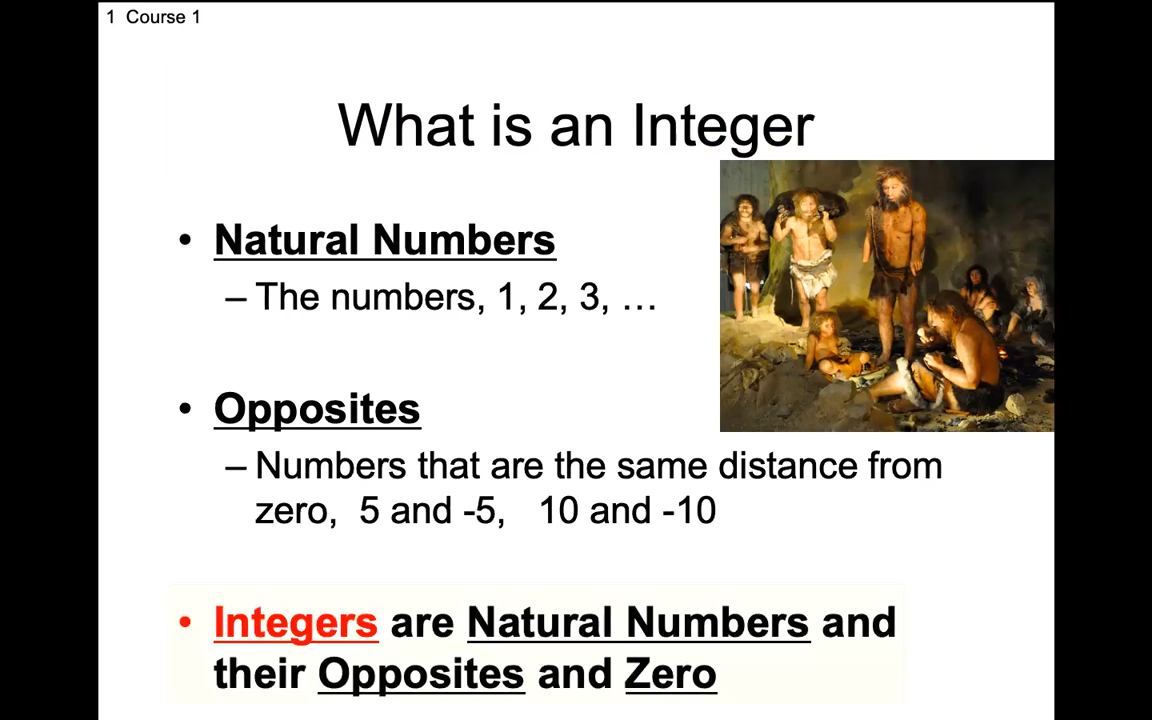 1 Course 1
What is an Integer
• Natural Numbers
– The numbers, 1, 2, 3, …
• Opposites
– Numbers that are the same distance from
zero, 5 and -5, 10 and -10
• Integers are Natural Numbers and
their Opposites and Zero